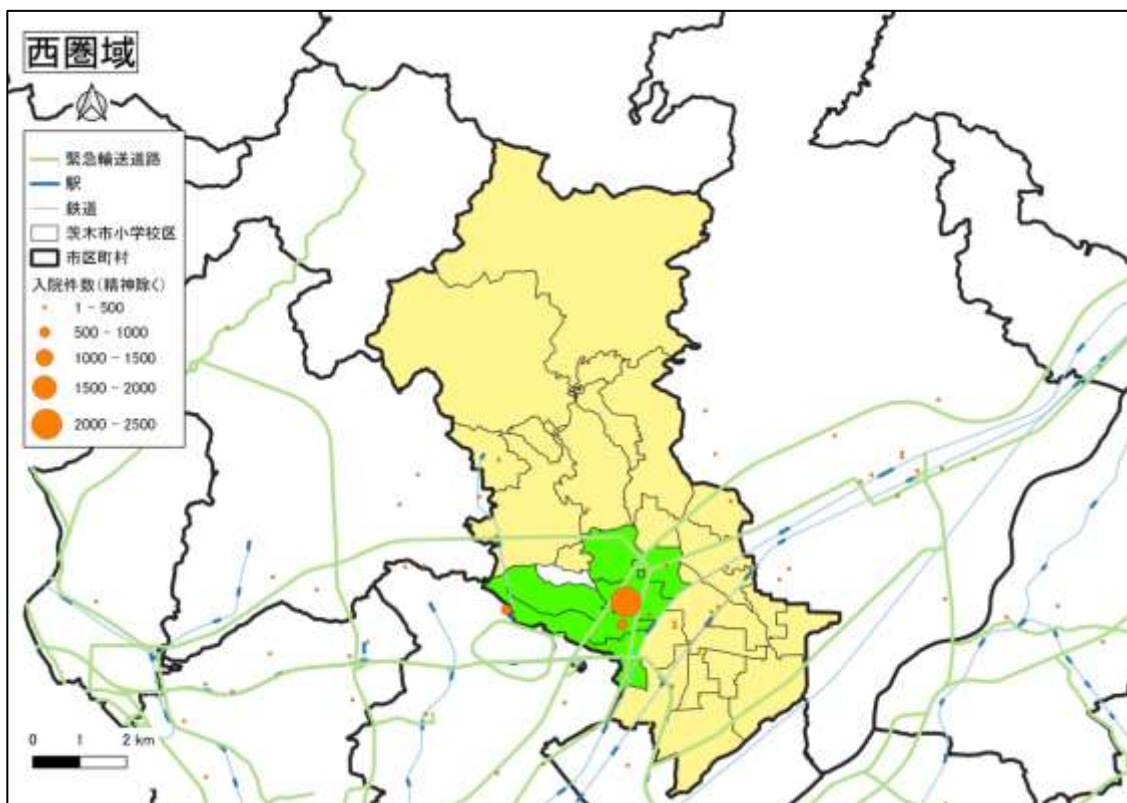 西圏域
緊急輸送道路
駅
鉄道
茨木市小学校区
市区町村
入院件数(精神除く)
1 - 500
500 - 1000
1000 - 1500
1500 - 2000
2000 - 2500
0 1 2 km